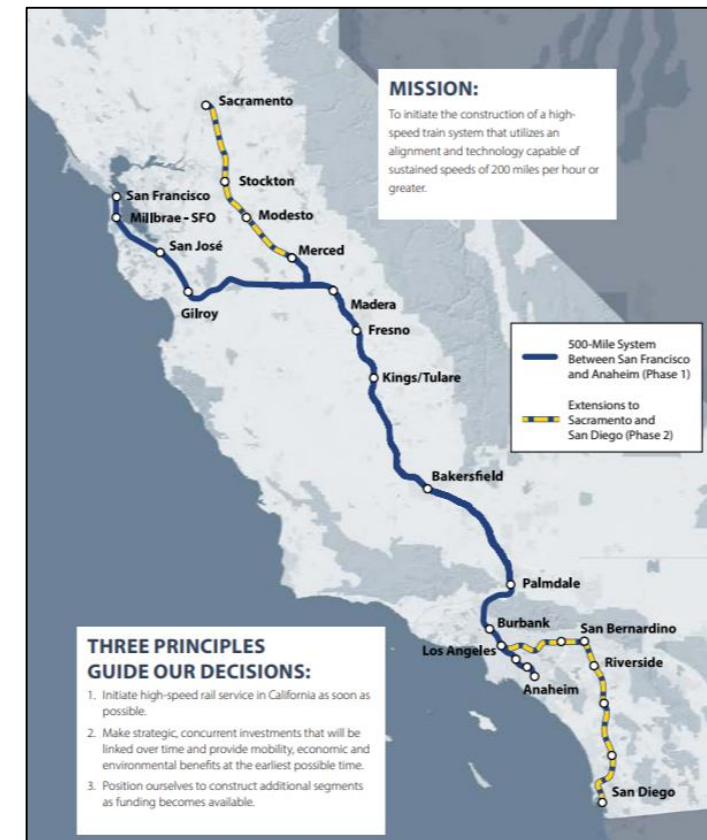 MISSION:
To initiate the construction of a high-
speed train system that utilizes an
alignment and technology capable of
sustained speeds of 200 miles per hour or
greater.
Sacramento
Stockton
San Francisco
Modesto
Millbrae – SFO
San José
Merced
Gilroy
Madera
Fresno
Kings/Tulare
500-Mile System
Between San Francisco
and Anaheim (Phase 1)
Extensions to
Sacramento and
San Diego (Phase 2)
Bakersfield
Palmdale
Burbank
San Bernardino
Los Angeles
Riverside
Anaheim
San Diego
THREE PRINCIPLES
GUIDE OUR DECISIONS:
1. Initiate high-speed rail service in California as soon as
possible.
2. Make strategic, concurrent investments that will be
linked over time and provide mobility, economic and
environmental benefits at the earliest possible time.
3. Position ourselves to construct additional segments
as funding becomes available.